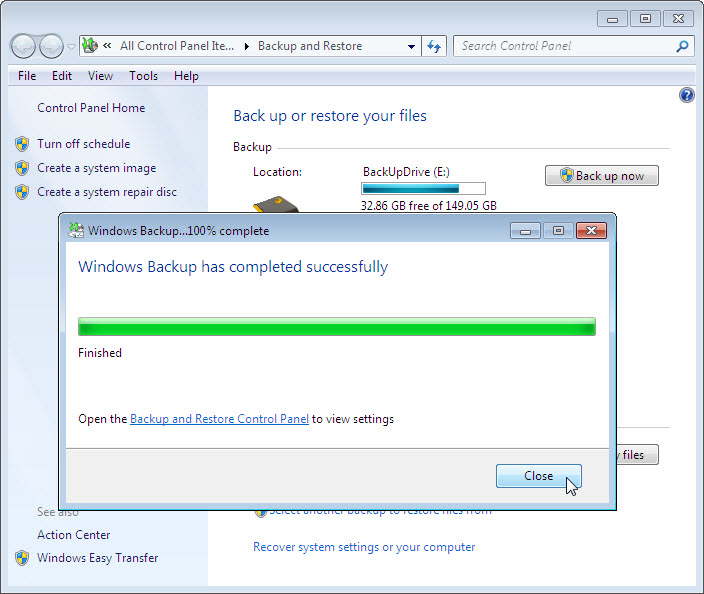 « All Control Panel Ite... Backup and Restore
Search Control Panel
File Edit View Tools Help
Control Panel Home
Turn off schedule
Create a system image
Create a system repair disc
Back up or restore your files
Backup
Location: BackUpDrive (E:)
Back up now
32.86 GB free of 149.05 GB
Windows Backup...100% complete
Windows Backup has completed successfully
Finished
Open the Backup and Restore Control Panel to view settings
Close
files
See also
Action Center
Windows Easy Transfer
Select another backup to restore files from
Recover system settings or your computer